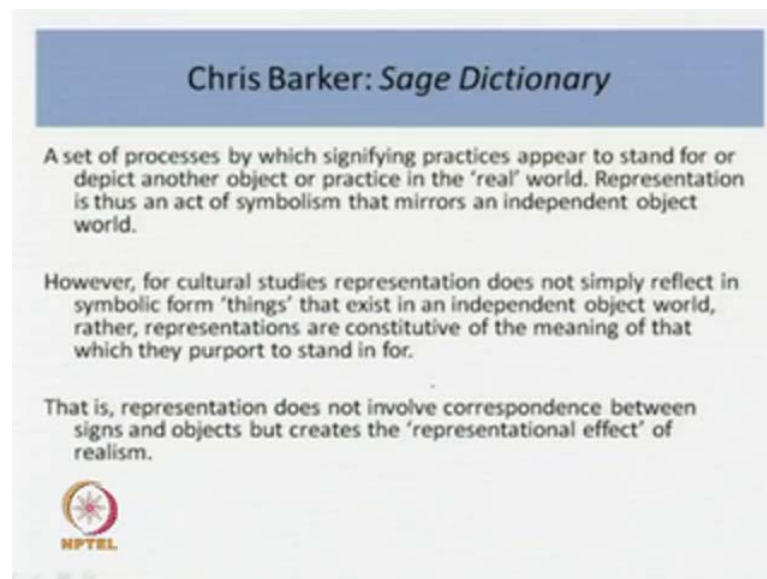 Chris Barker: Sage Dictionary
A set of processes by which signifying practices appear to stand for or
depict another object or practice in the 'real' world. Representation
is thus an act of symbolism that mirrors an independent object
world.
However, for cultural studies representation does not simply reflect in
symbolic form 'things' that exist in an independent object world,
rather, representations are constitutive of the meaning of that
which they purport to stand in for.
That is, representation does not involve correspondence between
signs and objects but creates the 'representational effect' of
realism.
NPTEL